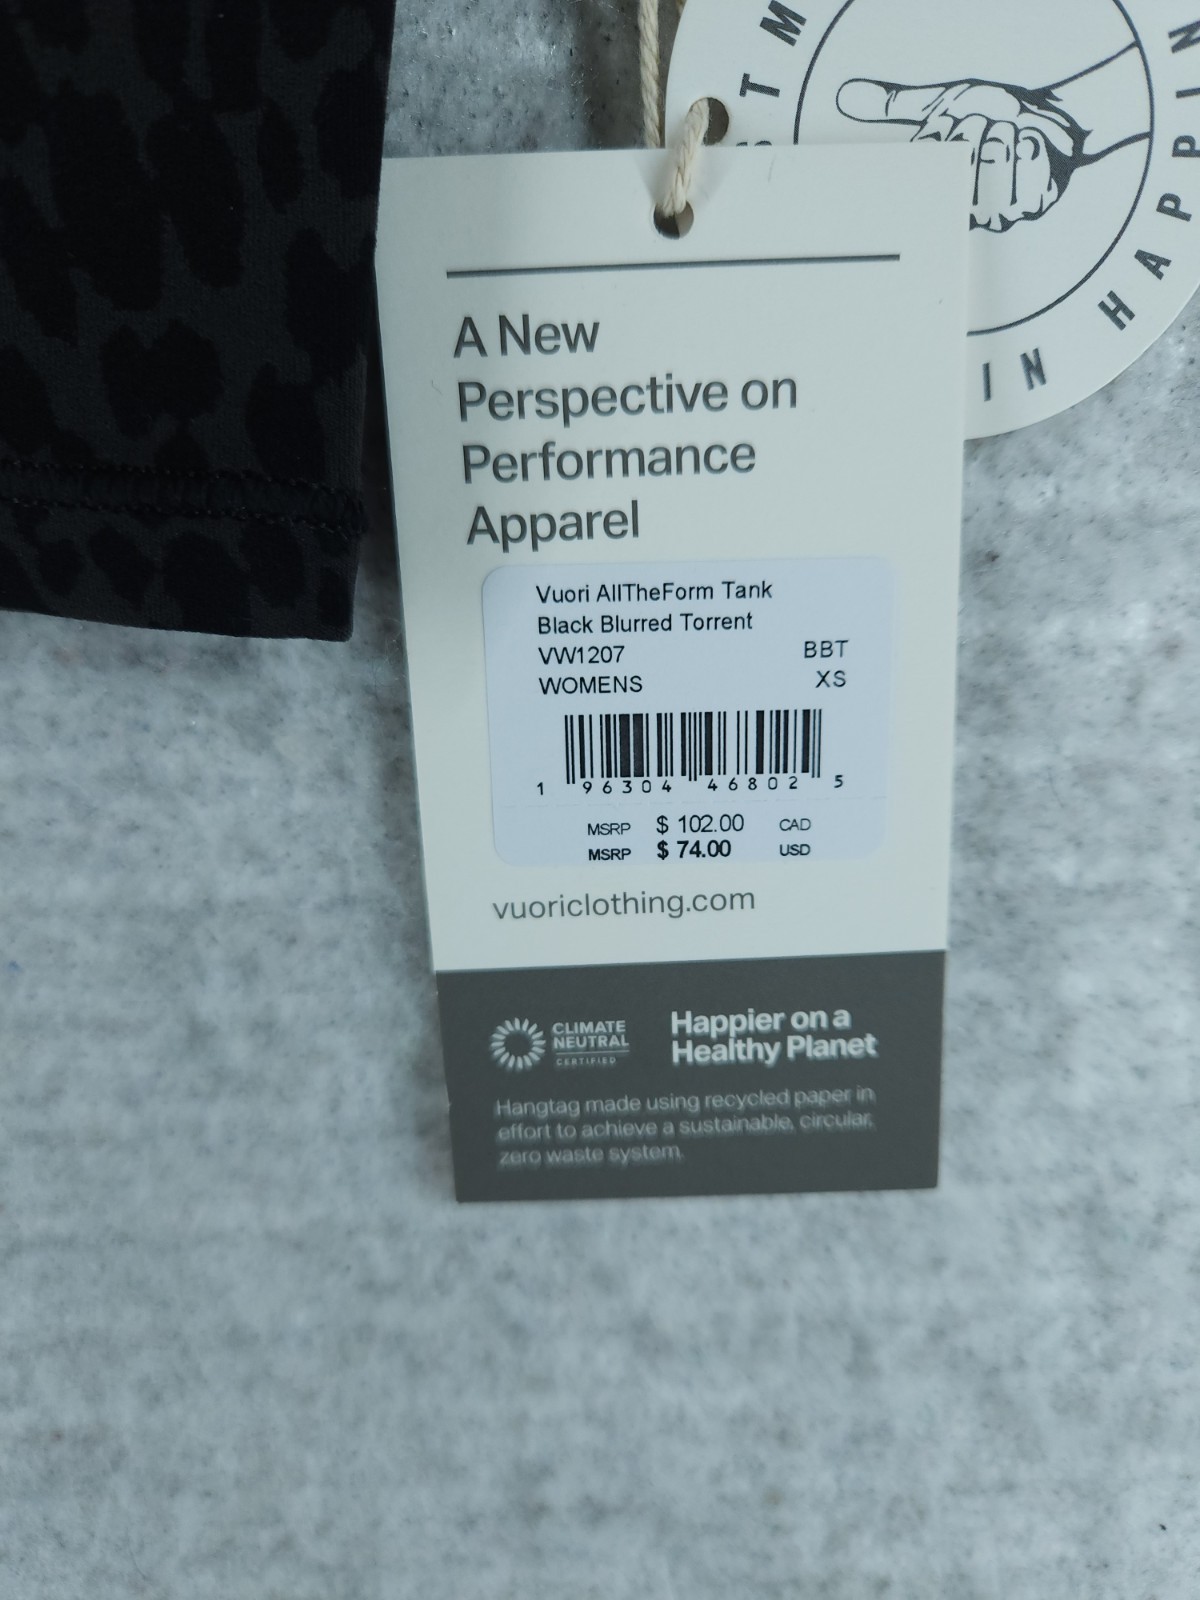 IN HAPPIN
A New
Perspective on
Performance
Apparel
Vuori AllTheForm Tank
Black Blurred Torrent
VW1207 BBT
WOMENS XS
1 96304 46802 5
MSRP $ 102.00 CAD
MSRP $ 74.00 USD
vuoriclothing.com
CLIMATE
NEUTRAL
CERTIFIED
Happier on a
Healthy Planet
Hangtag made using recycled paper in
effort to achieve a sustainable, circular,
zero waste system.